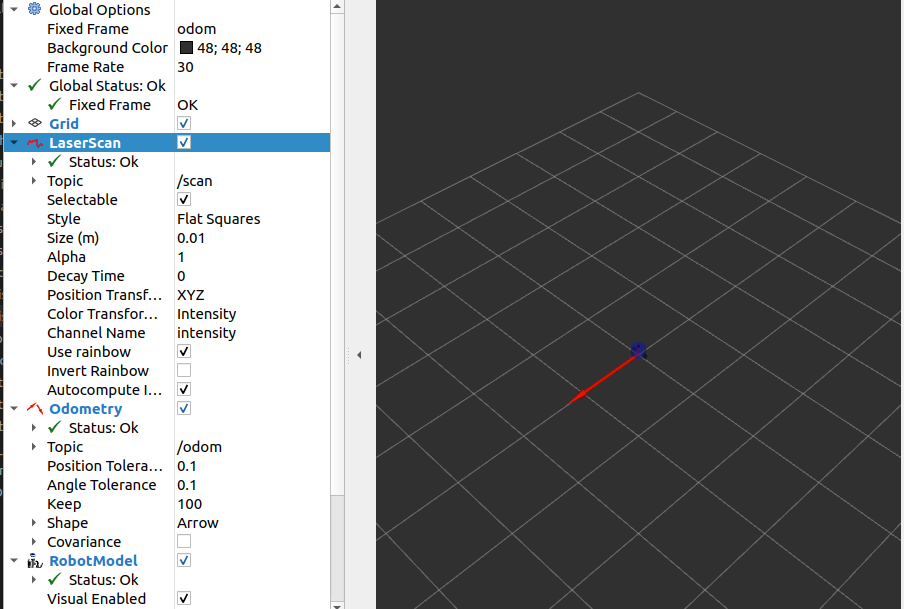 Global Options
Fixed Frame odom
Background Color 48; 48; 48
Frame Rate 30
Global Status: Ok
Fixed Frame OK
Grid
LaserScan
Status: Ok
Topic /scan
Selectable
Style Flat Squares
Size (m) 0.01
Alpha 1
Decay Time 0
Position Transf... XYZ
Color Transfor... Intensity
Channel Name intensity
Use rainbow
Invert Rainbow
Autocompute I...
Odometry
Status: Ok
Topic /odom
Position Tolera... 0.1
Angle Tolerance 0.1
Keep 100
Shape Arrow
Covariance
RobotModel
Status: Ok
Visual Enabled